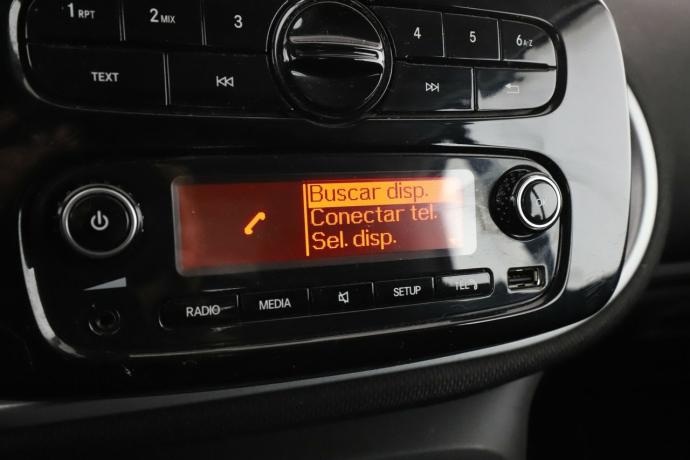 1 RPT 2 MIX 3 4 5 6 A-Z
TEXT
Buscar disp.
Conectar tel.
Sel. disp.
OK
RADIO MEDIA SETUP TEL